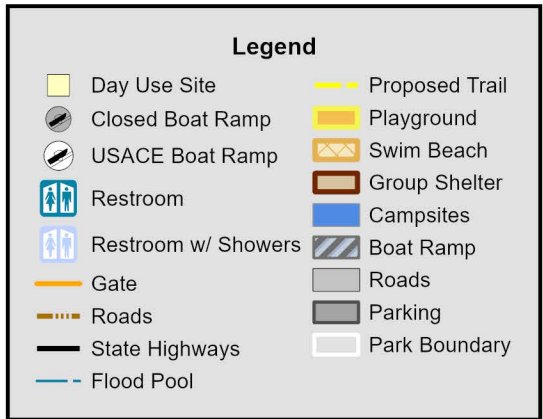 Legend
Day Use Site
Closed Boat Ramp
USACE Boat Ramp
Restroom
Restroom w/ Showers
Gate
Roads
State Highways
Flood Pool
Proposed Trail
Playground
Swim Beach
Group Shelter
Campsites
Boat Ramp
Roads
Parking
Park Boundary